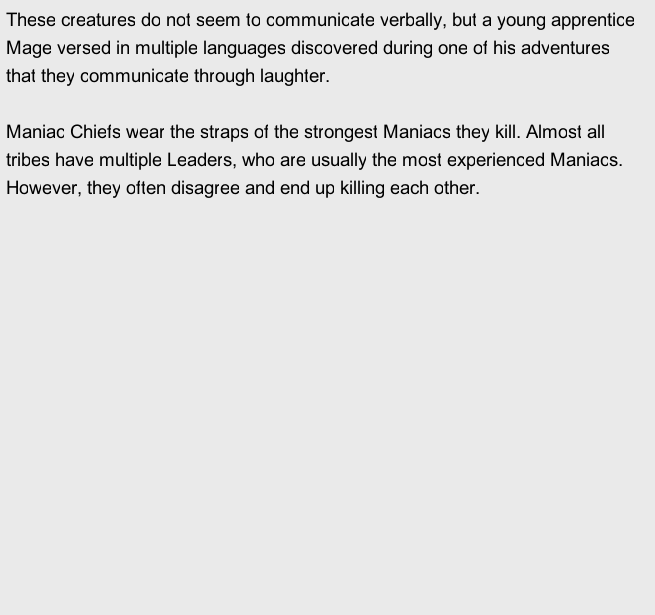 These creatures do not seem to communicate verbally, but a young apprentice
Mage versed in multiple languages discovered during one of his adventures
that they communicate through laughter.

Maniac Chiefs wear the straps of the strongest Maniacs they kill. Almost all
tribes have multiple Leaders, who are usually the most experienced Maniacs.
However, they often disagree and end up killing each other.